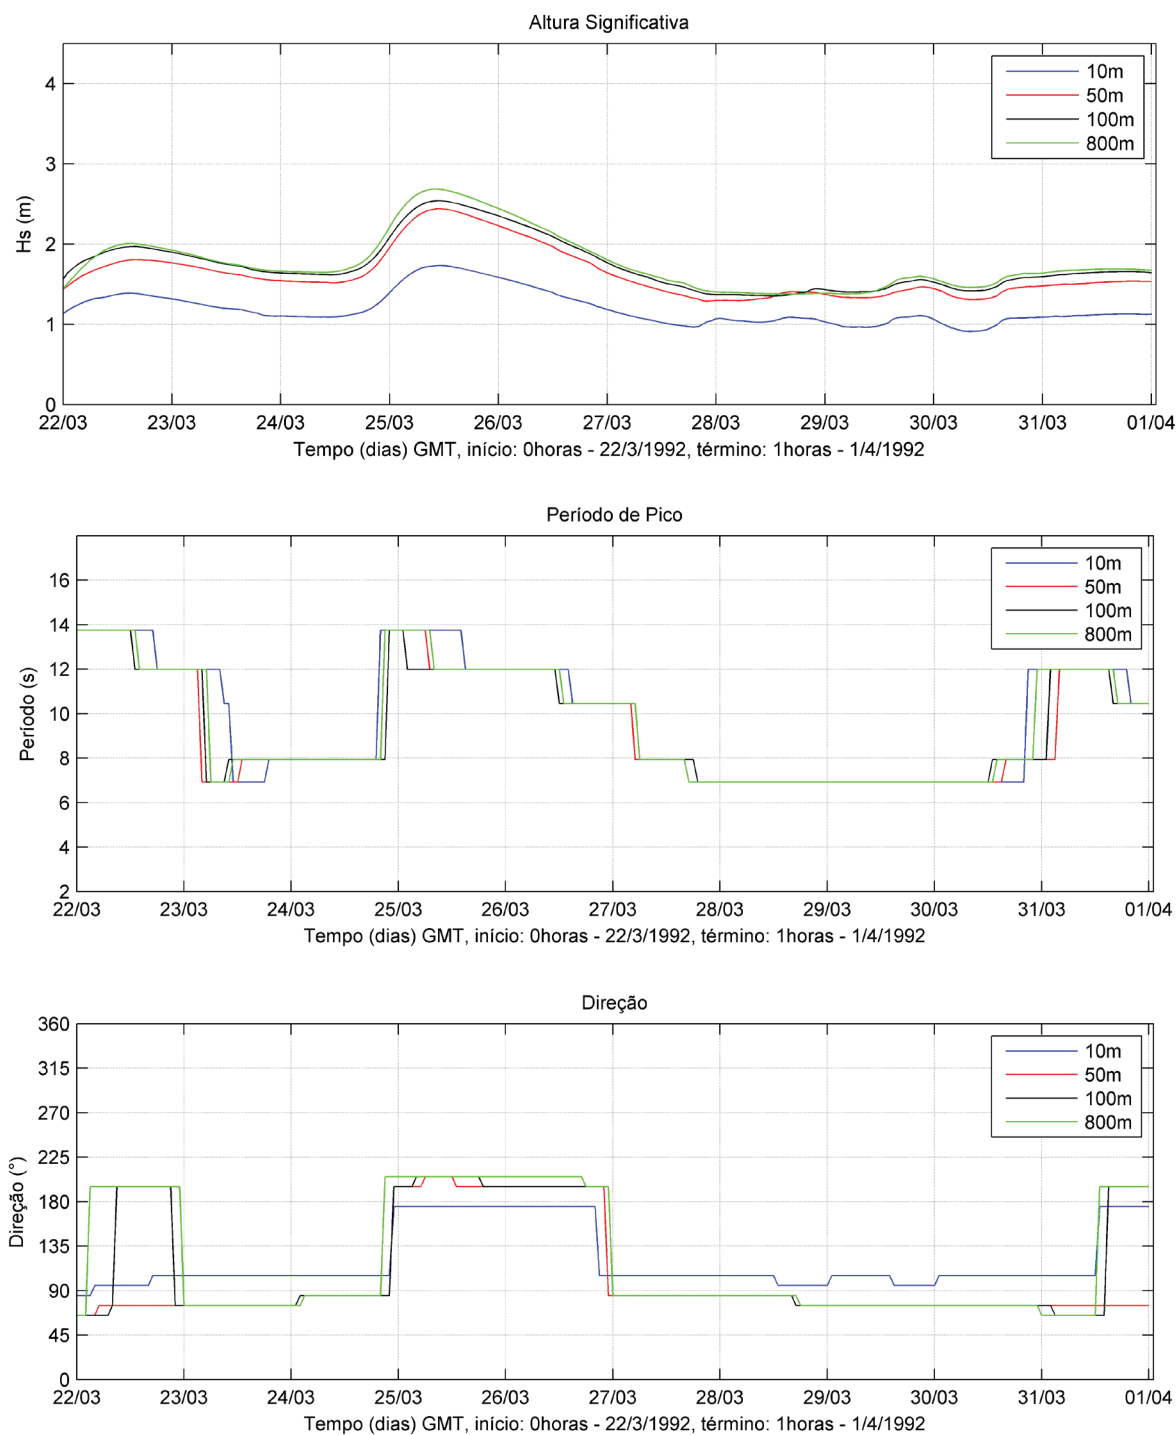 Altura Significativa
4
3
2
1
0
Hs (m)
10m
50m
100m
800m
22/03 23/03 24/03 25/03 26/03 27/03 28/03 29/03 30/03 31/03 01/04
Tempo (dias) GMT, início: 0horas - 22/3/1992, término: 1horas - 1/4/1992
Período de Pico
16
14
12
10
8
6
4
2
Período (s)
10m
50m
100m
800m
22/03 23/03 24/03 25/03 26/03 27/03 28/03 29/03 30/03 31/03 01/04
Tempo (dias) GMT, início: 0horas - 22/3/1992, término: 1horas - 1/4/1992
Direção
360
315
270
225
180
135
90
45
0
Direção (°)
10m
50m
100m
800m
22/03 23/03 24/03 25/03 26/03 27/03 28/03 29/03 30/03 31/03 01/04
Tempo (dias) GMT, início: 0horas - 22/3/1992, término: 1horas - 1/4/1992